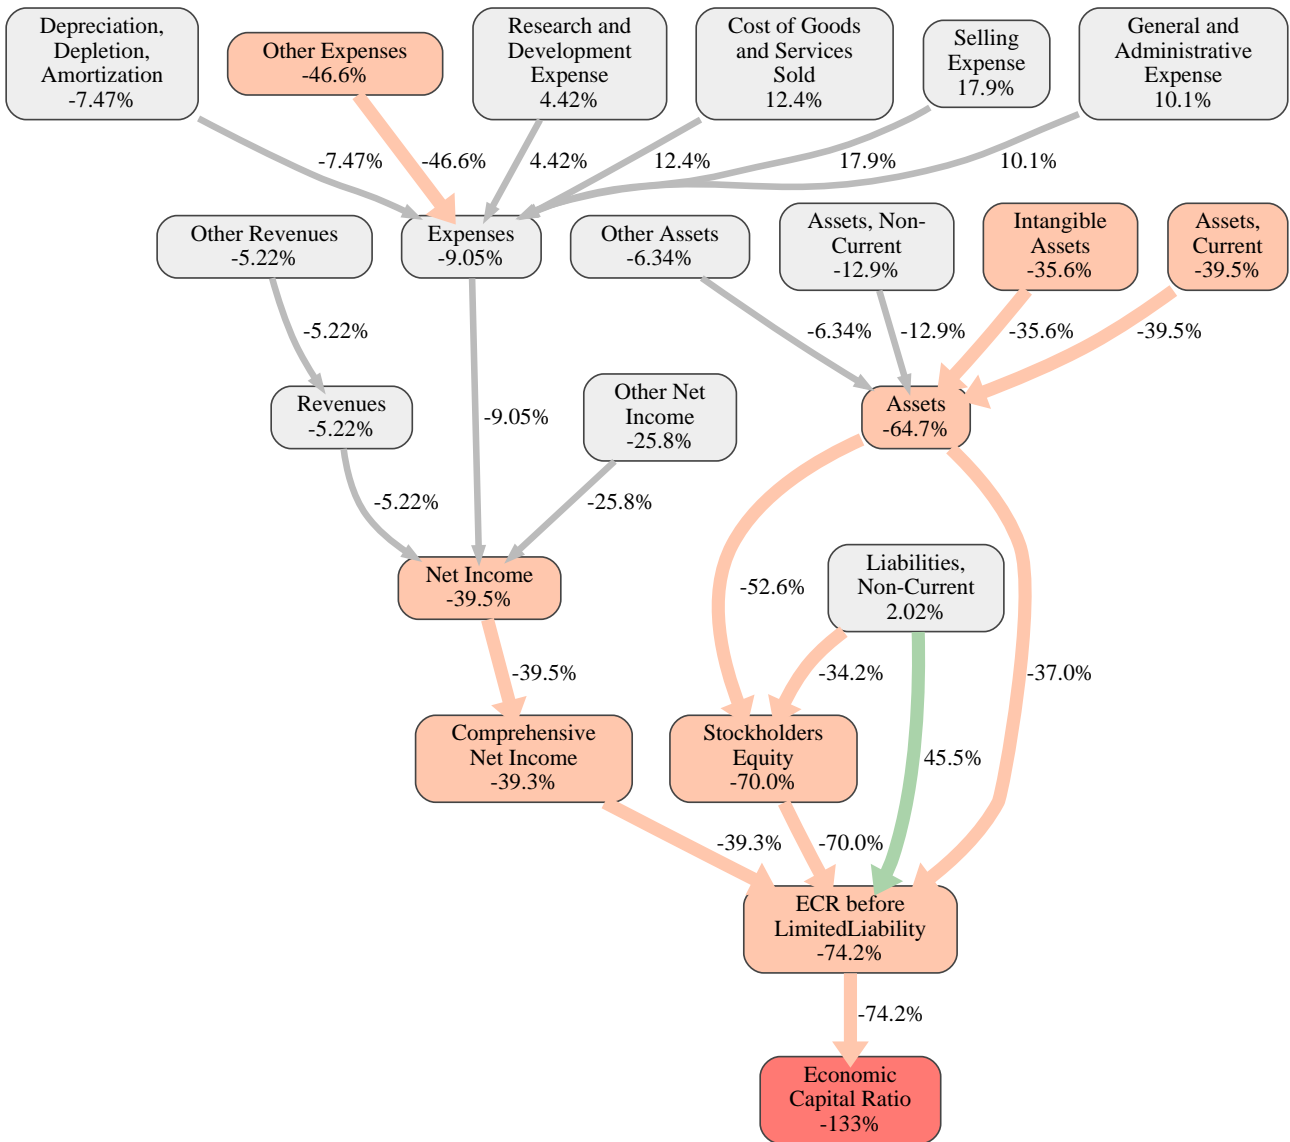 Depreciation,
Depletion,
Amortization
-7.47%
Other Expenses
-46.6%
Research and
Development
Expense
4.42%
Cost of Goods
and Services
Sold
12.4%
Selling
Expense
17.9%
General and
Administrative
Expense
10.1%
-7.47%
-46.6%
4.42%
12.4%
17.9%
10.1%
Other Revenues
-5.22%
Expenses
-9.05%
Other Assets
-6.34%
Assets, Non-
Current
-12.9%
Intangible
Assets
-35.6%
Assets,
Current
-39.5%
-5.22%
-6.34%
-12.9%
-35.6%
-39.5%
Revenues
-5.22%
-9.05%
Other Net
Income
-25.8%
Assets
-64.7%
-5.22%
-25.8%
Net Income
-39.5%
-52.6%
Liabilities,
Non-Current
2.02%
-39.5%
-34.2%
-37.0%
Comprehensive
Net Income
-39.3%
Stockholders
Equity
-70.0%
45.5%
-39.3%
-70.0%
ECR before
LimitedLiability
-74.2%
-74.2%
Economic
Capital Ratio
-133%